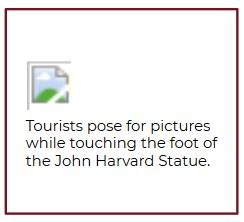 Tourists pose for pictures
while touching the foot of
the John Harvard Statue.